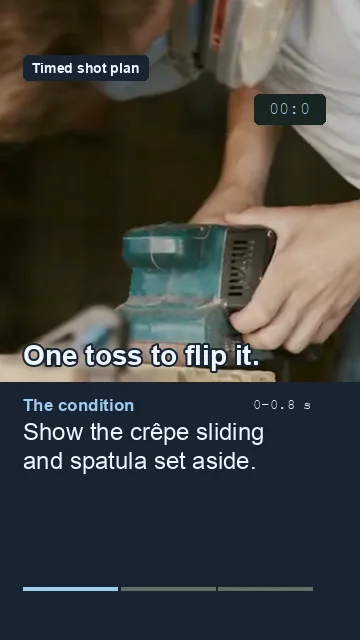 Timed shot plan
00:0
One toss to flip it.
The condition
0–0.8 s
Show the crêpe sliding
and spatula set aside.